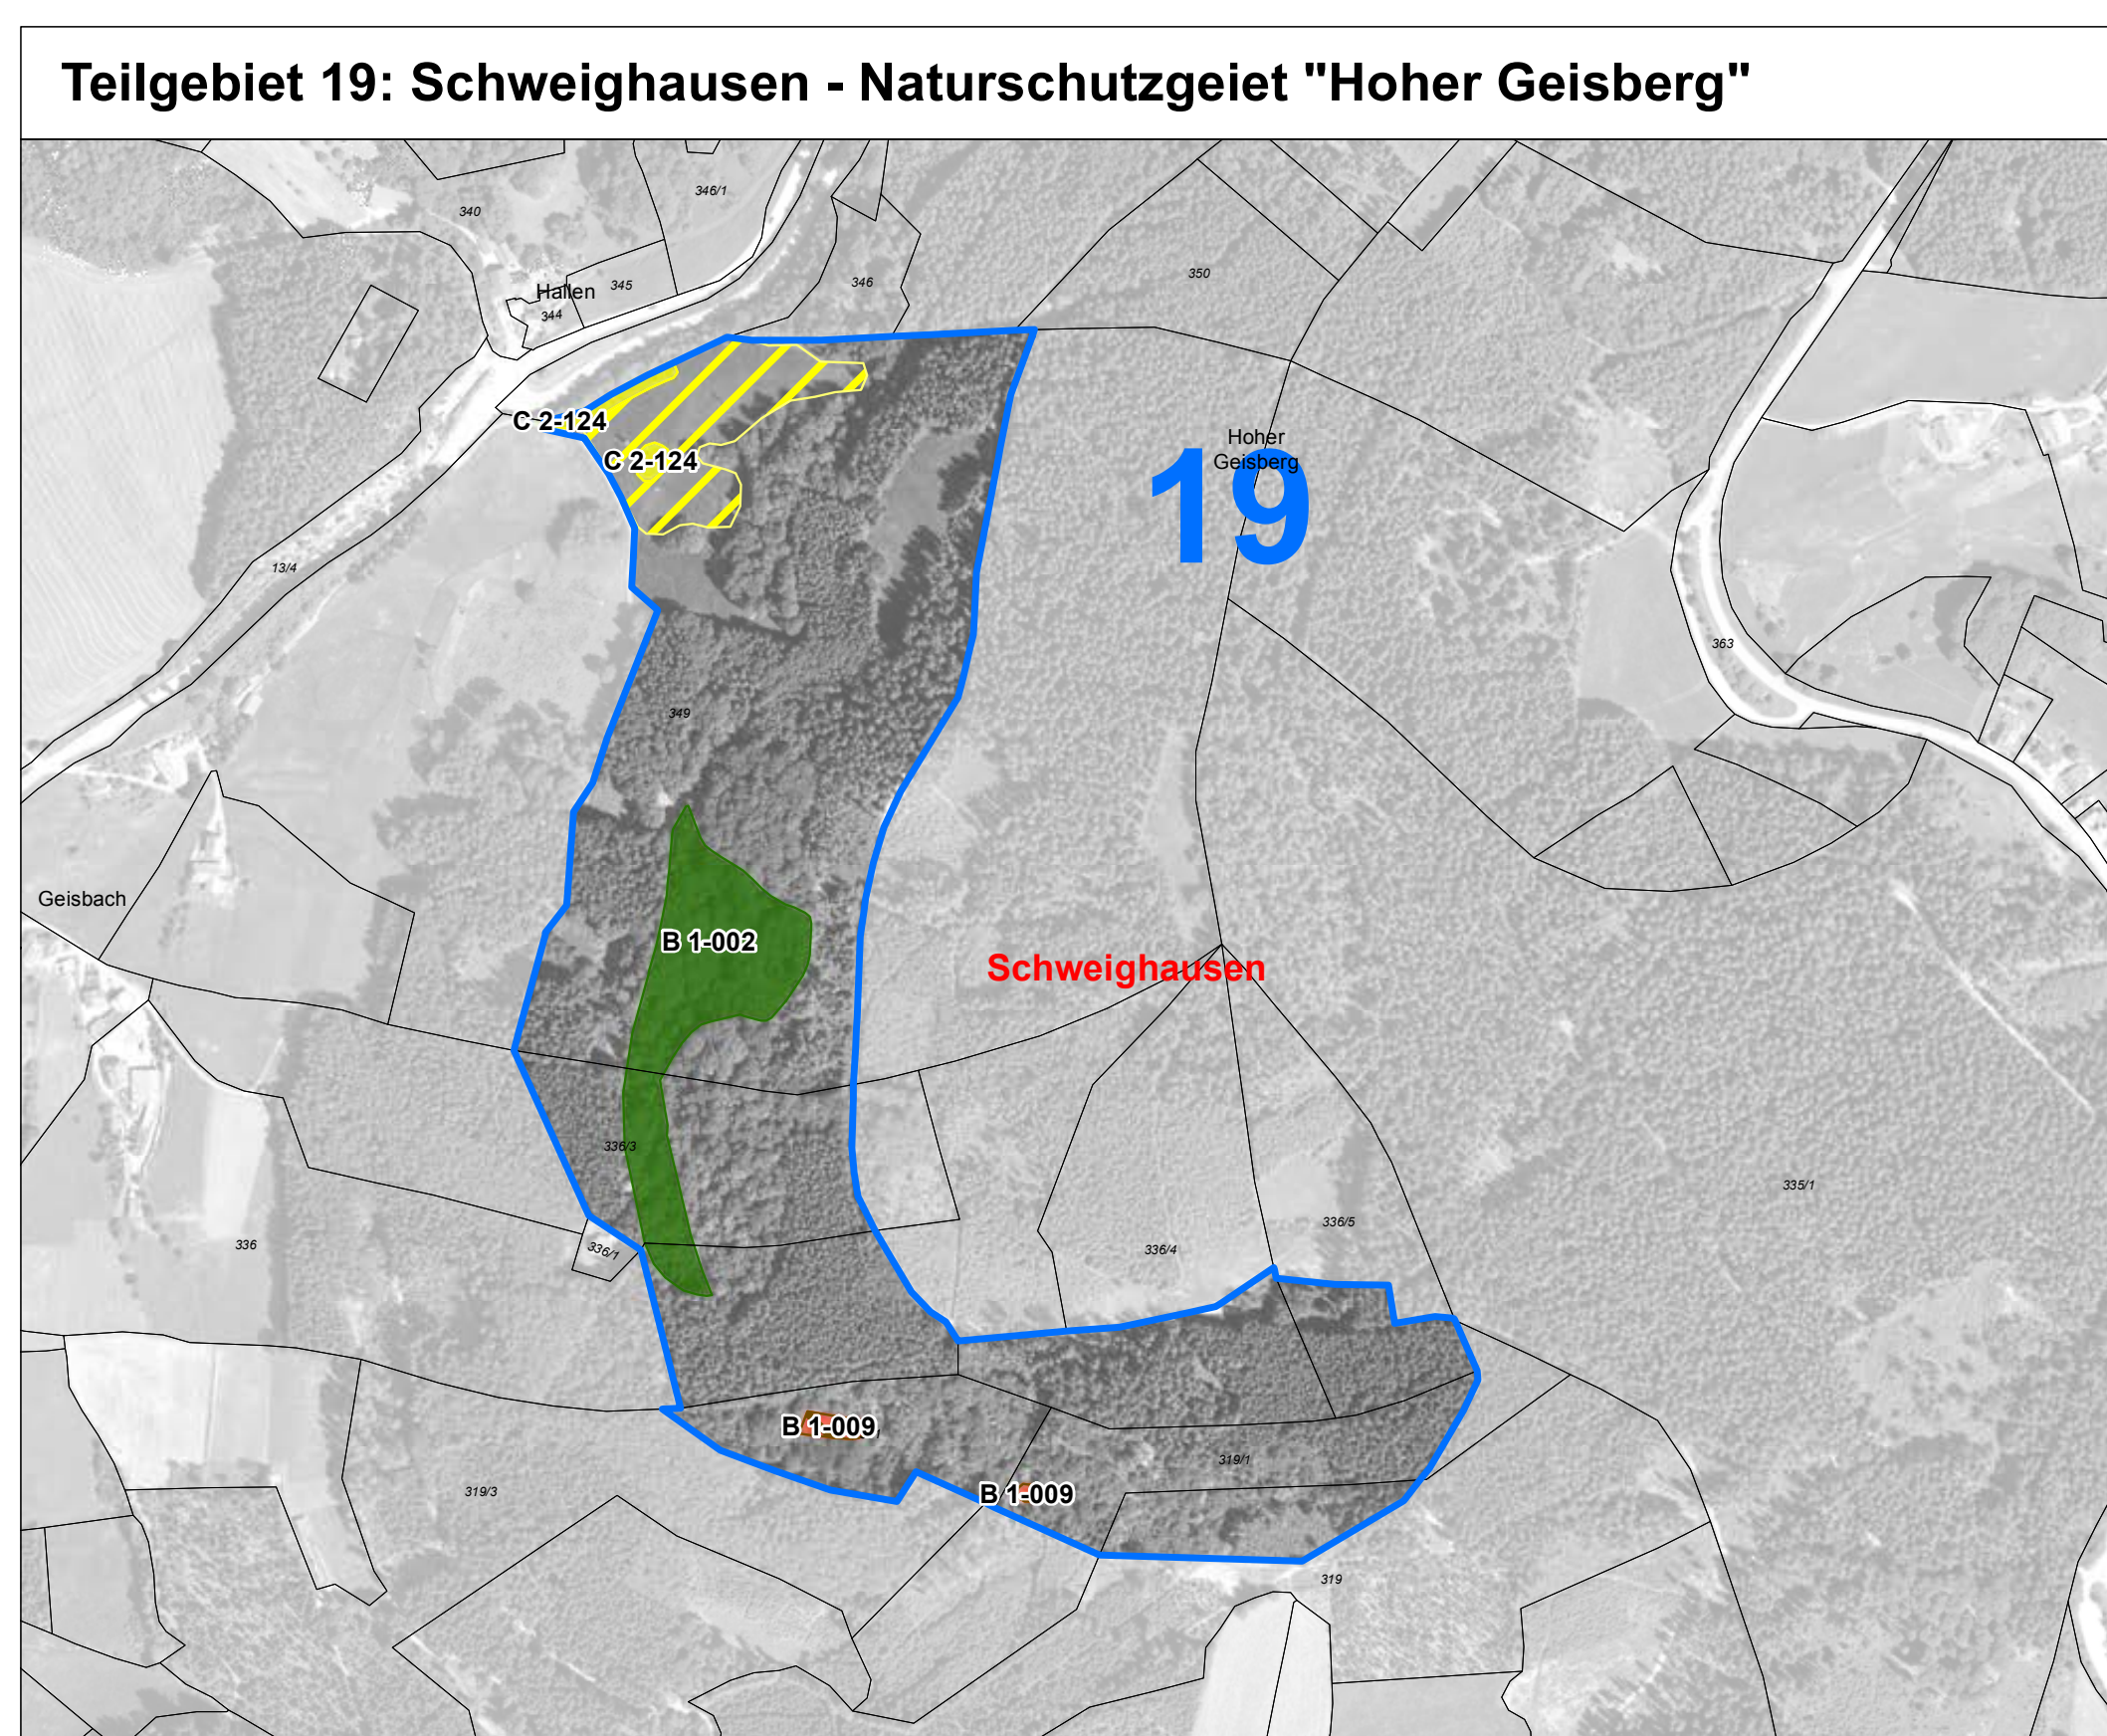 Teilgebiet 19: Schweighausen - Naturschutzgeiet "Hoher Geisberg"
346/1
340
350
346
345
Hallen
344
C 2-124
Hoher
Geisberg
C 2-124
19
13/4
363
349
Geisbach
B 1-002
Schweighausen
336/3
335/1
336/5
336
336/1
336/4
B 1-009
319/1
319/3
B 1-009
319